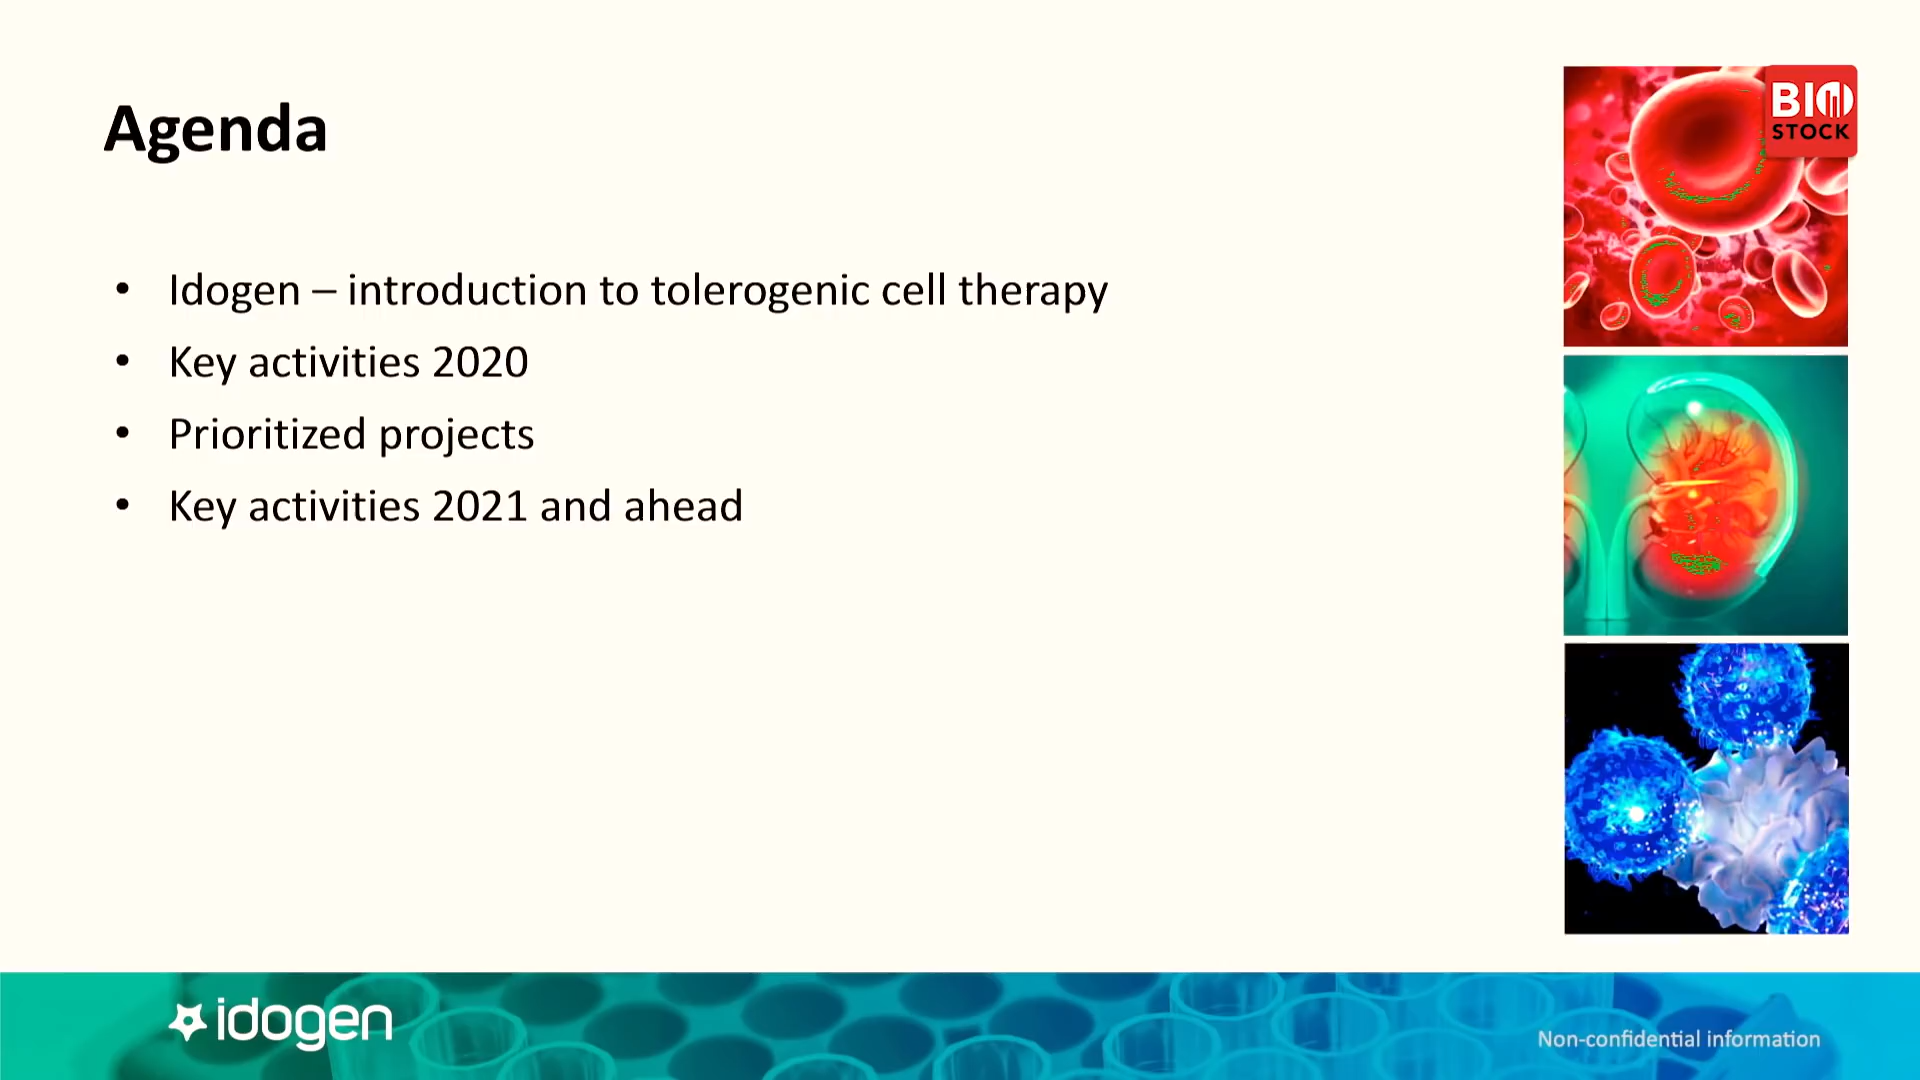 Agenda
BIO
STOCK
• Idogen – introduction to tolerogenic cell therapy
• Key activities 2020
• Prioritized projects
• Key activities 2021 and ahead
idogen
Non-confidential information